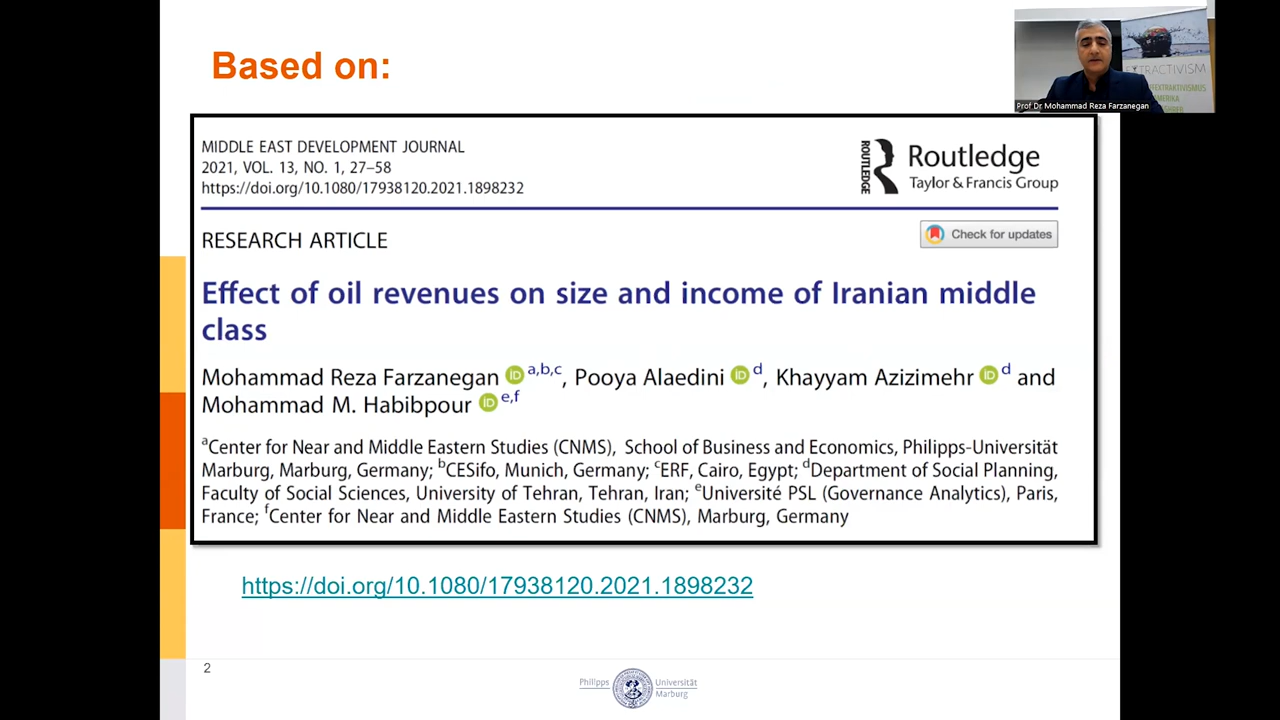 Based on:
EXTRACTIVISM
Prof Dr Mohammad Reza Farzanegan
MIDDLE EAST DEVELOPMENT JOURNAL
2021, VOL. 13, NO. 1, 27–58
https://doi.org/10.1080/17938120.2021.1898232
ROUTLEDGE
Routledge
Taylor & Francis Group
RESEARCH ARTICLE
Check for updates
Effect of oil revenues on size and income of Iranian middle
class
Mohammad Reza Farzanegan iD a,b,c, Pooya Alaedini iD d, Khayyam Azizimehr iD d and
Mohammad M. Habibpour iD e,f
aCenter for Near and Middle Eastern Studies (CNMS), School of Business and Economics, Philipps-Universität
Marburg, Marburg, Germany; bCESifo, Munich, Germany; cERF, Cairo, Egypt; dDepartment of Social Planning,
Faculty of Social Sciences, University of Tehran, Tehran, Iran; eUniversité PSL (Governance Analytics), Paris,
France; fCenter for Near and Middle Eastern Studies (CNMS), Marburg, Germany
https://doi.org/10.1080/17938120.2021.1898232
2
Philipps Universität
Marburg